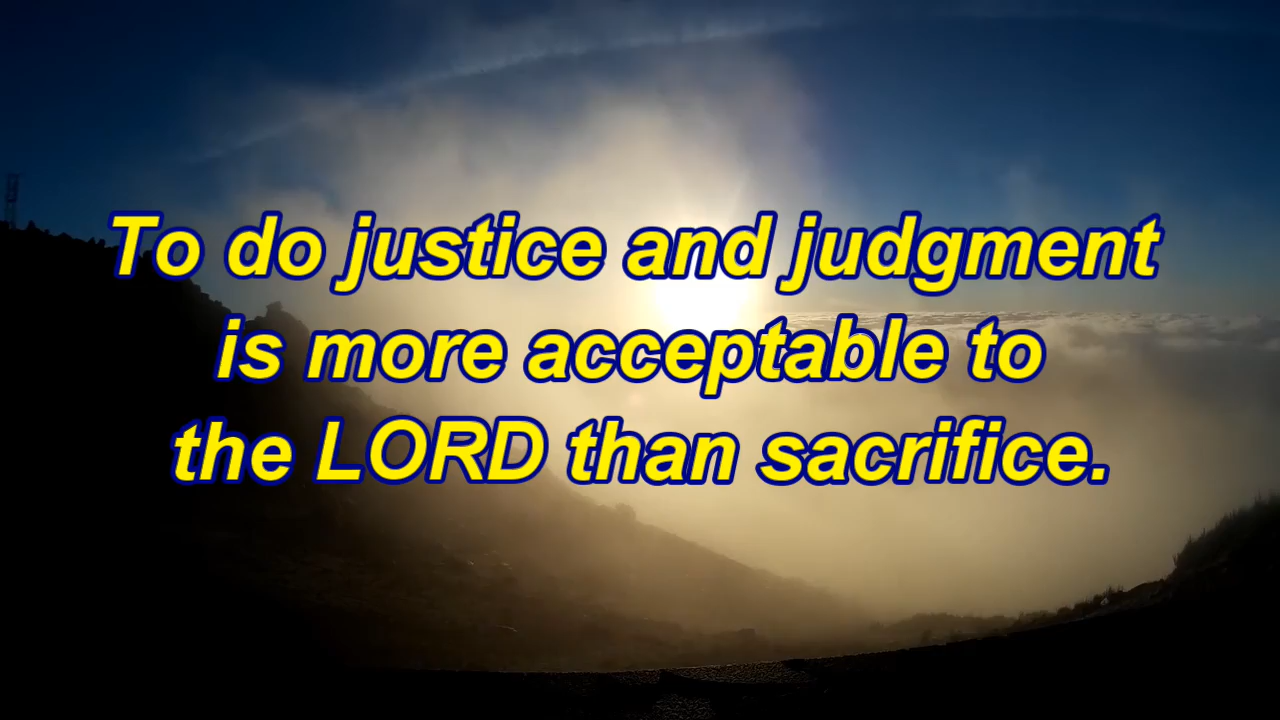 To do justice and judgment
is more acceptable to
the LORD than sacrifice.